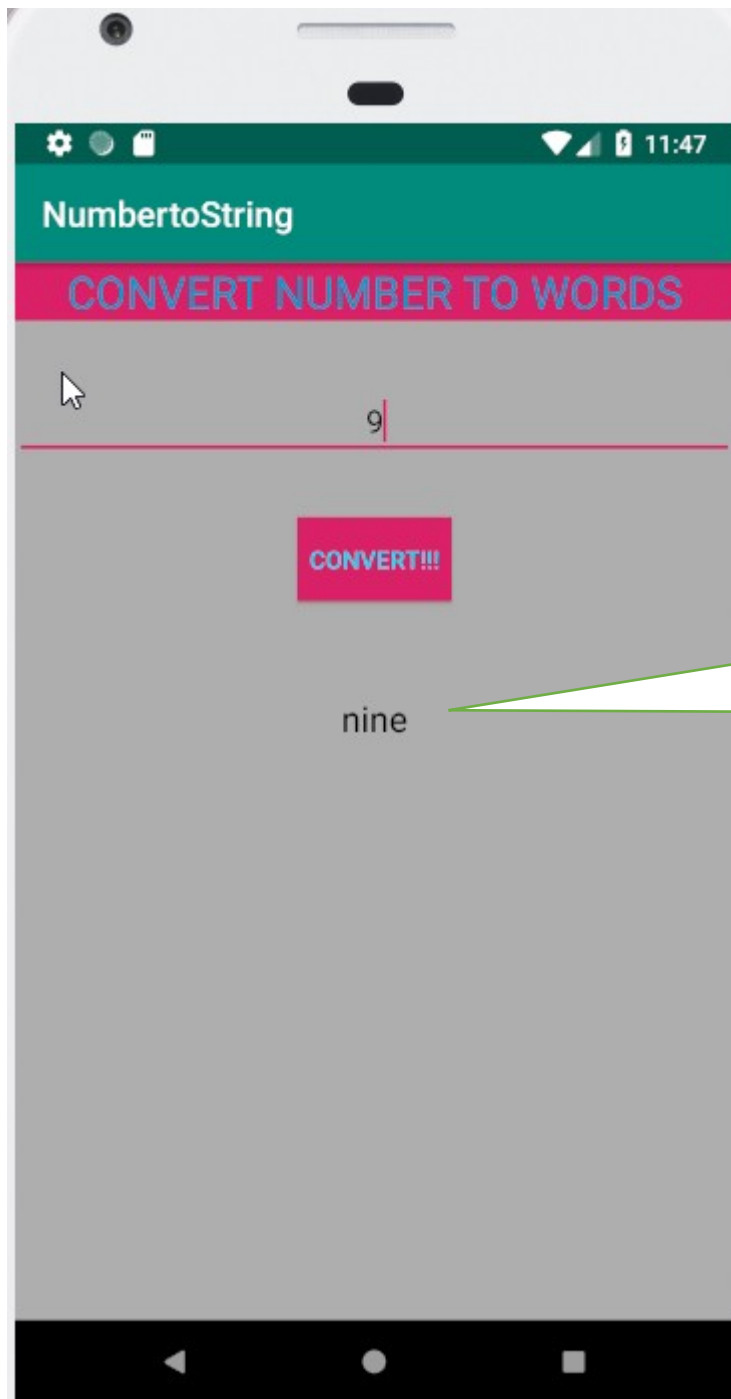 11:47
NumbertoString
CONVERT NUMBER TO WORDS
9
CONVERT!!!
nine